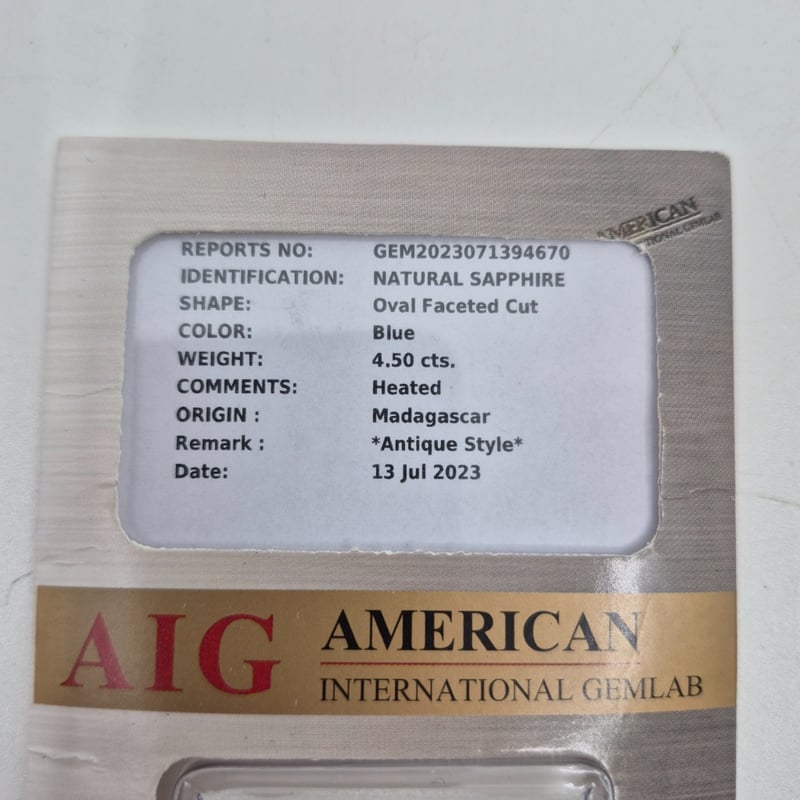 AMERICAN
REPORTS NO: GEM2023071394670
IDENTIFICATION: NATURAL SAPPHIRE
SHAPE: Oval Faceted Cut
COLOR: Blue
WEIGHT: 4.50 cts.
COMMENTS: Heated
ORIGIN : Madagascar
Remark : *Antique Style*
Date: 13 Jul 2023
AIG AMERICAN
INTERNATIONAL GEMLAB